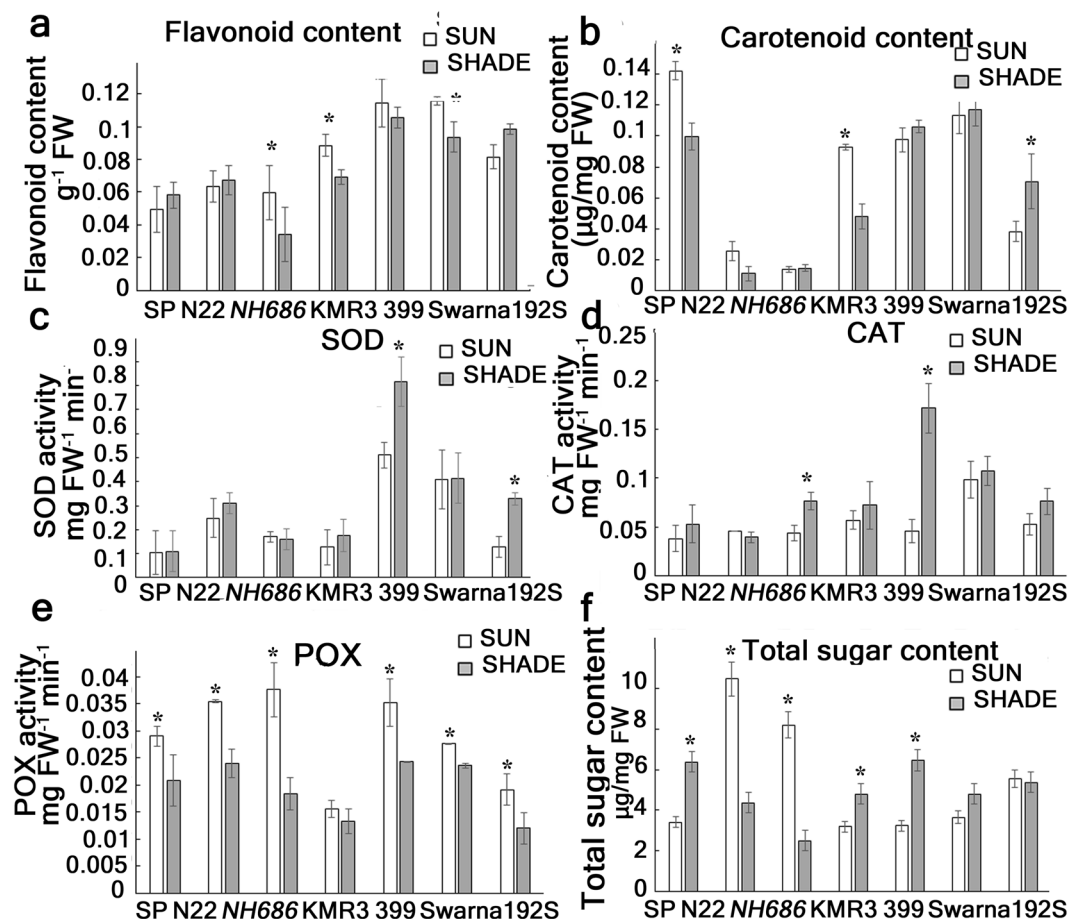 a
Flavonoid content
SUN
SHADE
Flavonoid content
g-1 FW
0.12
0.1
0.08
0.06
0.04
0.02
0
*
*
*
SP N22 NH686 KMR3 399 Swarna192S
b
Carotenoid content
SUN
SHADE
Carotenoid content
(µg/mg FW)
0.14
0.12
0.1
0.08
0.06
0.04
0.02
0
*
*
*
SP N22 NH686 KMR3 399 Swarna192S
c
SOD
SUN
SHADE
SOD activity
mg FW-1 min-
0.9
0.8
0.7
0.6
0.5
0.4
0.3
0.2
0.1
0
*
*
SP N22 NH686 KMR3 399 Swarna192S
d
CAT
SUN
SHADE
CAT activity
mg FW-1 min-1
0.25
0.2
0.15
0.1
0.05
0
*
*
SP N22 NH686 KMR3 399 Swarna192S
e
POX
SUN
SHADE
POX activity
mg FW-1 min-1
0.04
0.035
0.03
0.025
0.02
0.015
0.01
0.005
0
*
*
*
*
*
*
SP N22 NH686 KMR3 399 Swarna192S
f
Total sugar content
SUN
SHADE
Total sugar content
µg/mg FW
10
8
6
4
2
0
*
*
*
*
*
SP N22 NH686 KMR3 399 Swarna192S